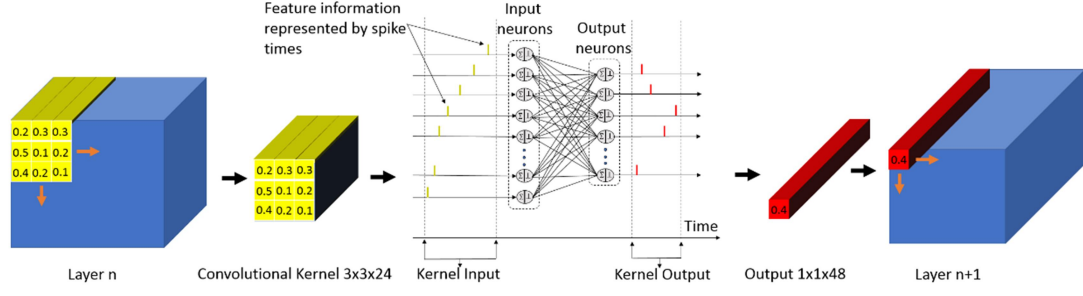 Feature information
represented by spike
times
Input
neurons
Output
neurons
0.2 0.3 0.3
0.5 0.1 0.2
0.4 0.2 0.1
0.2 0.3 0.3
0.5 0.1 0.2
0.4 0.2 0.1
0.4
0.4
Time
Layer n
Convolutional Kernel 3x3x24
Kernel Input
Kernel Output
Output 1x1x48
Layer n+1